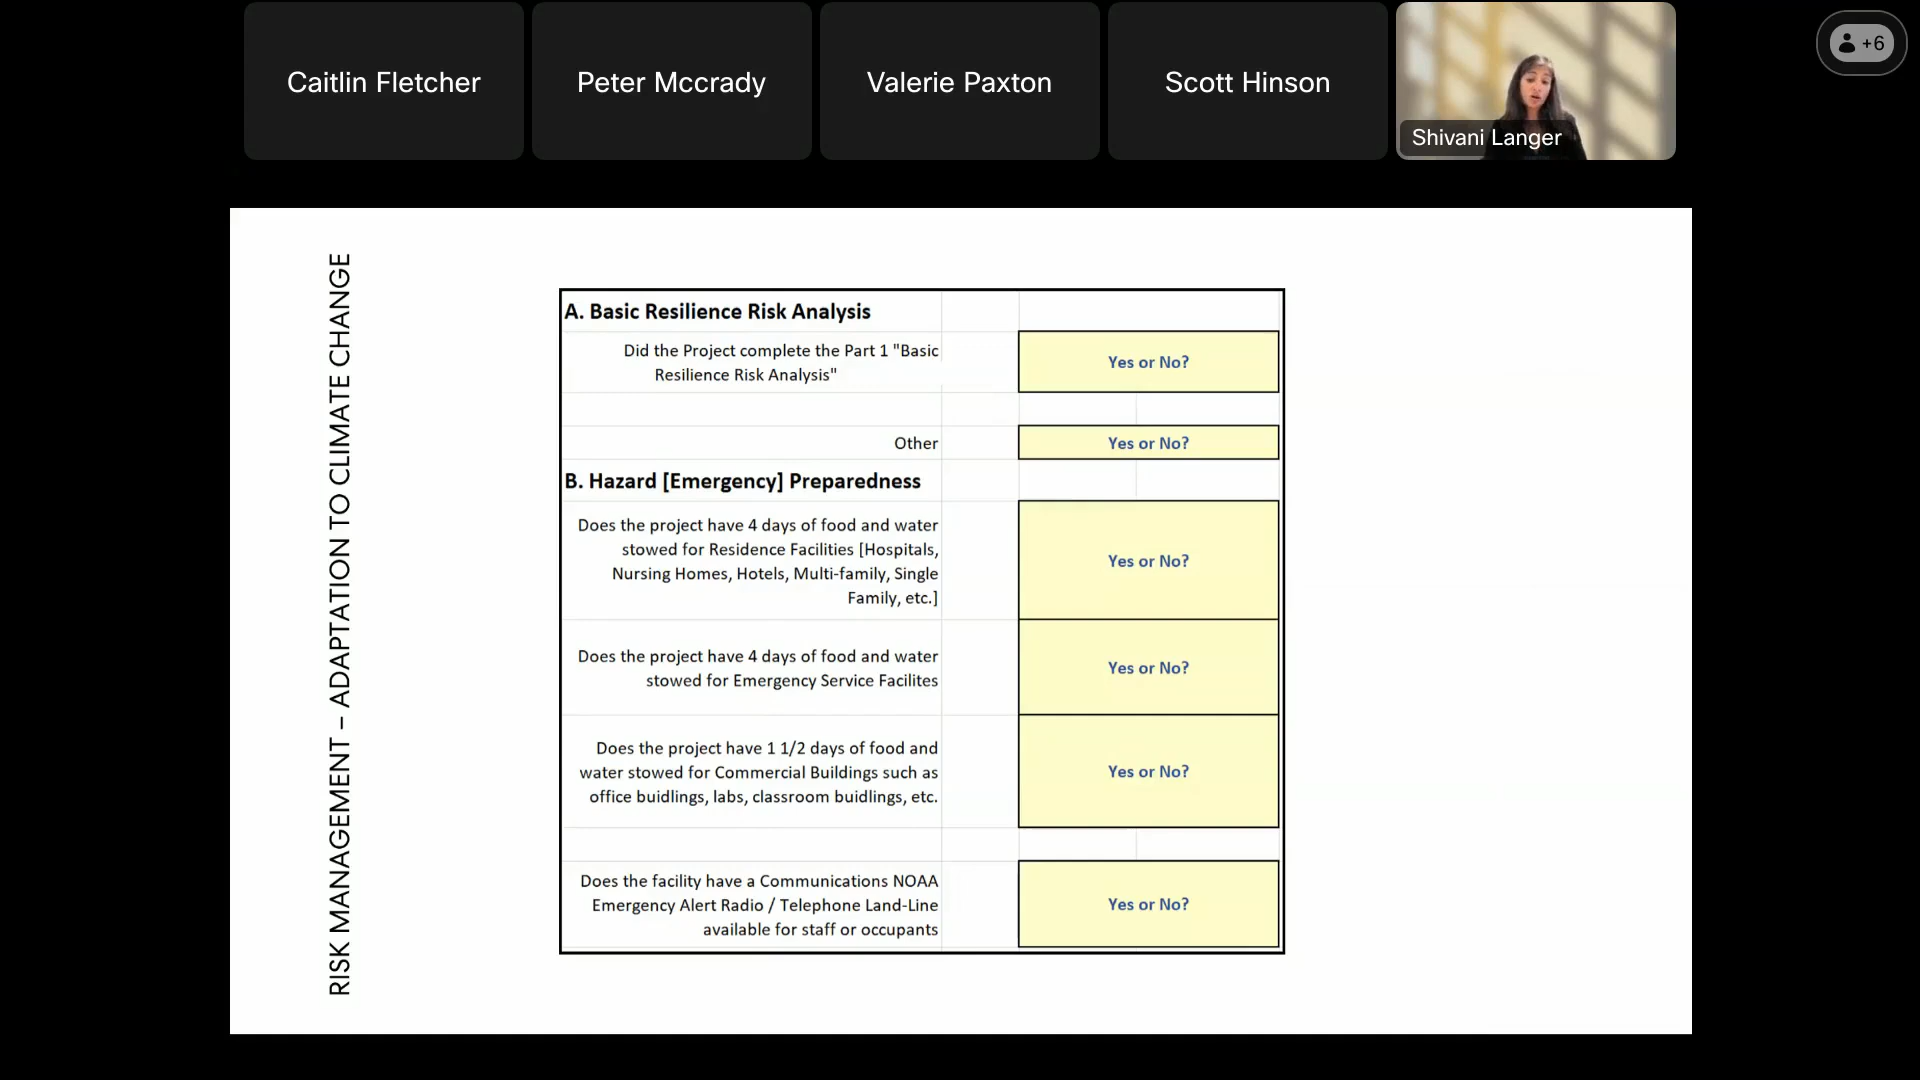 Caitlin Fletcher
Peter Mccrady
Valerie Paxton
Scott Hinson
Shivani Langer
+6
RISK MANAGEMENT – ADAPTATION TO CLIMATE CHANGE
A. Basic Resilience Risk Analysis
Did the Project complete the Part 1 "Basic
Resilience Risk Analysis"
Yes or No?
Other
Yes or No?
B. Hazard [Emergency] Preparedness
Does the project have 4 days of food and water
stowed for Residence Facilities [Hospitals,
Nursing Homes, Hotels, Multi-family, Single
Family, etc.]
Yes or No?
Does the project have 4 days of food and water
stowed for Emergency Service Facilites
Yes or No?
Does the project have 1 1/2 days of food and
water stowed for Commercial Buildings such as
office buidlings, labs, classroom buidlings, etc.
Yes or No?
Does the facility have a Communications NOAA
Emergency Alert Radio / Telephone Land-Line
available for staff or occupants
Yes or No?